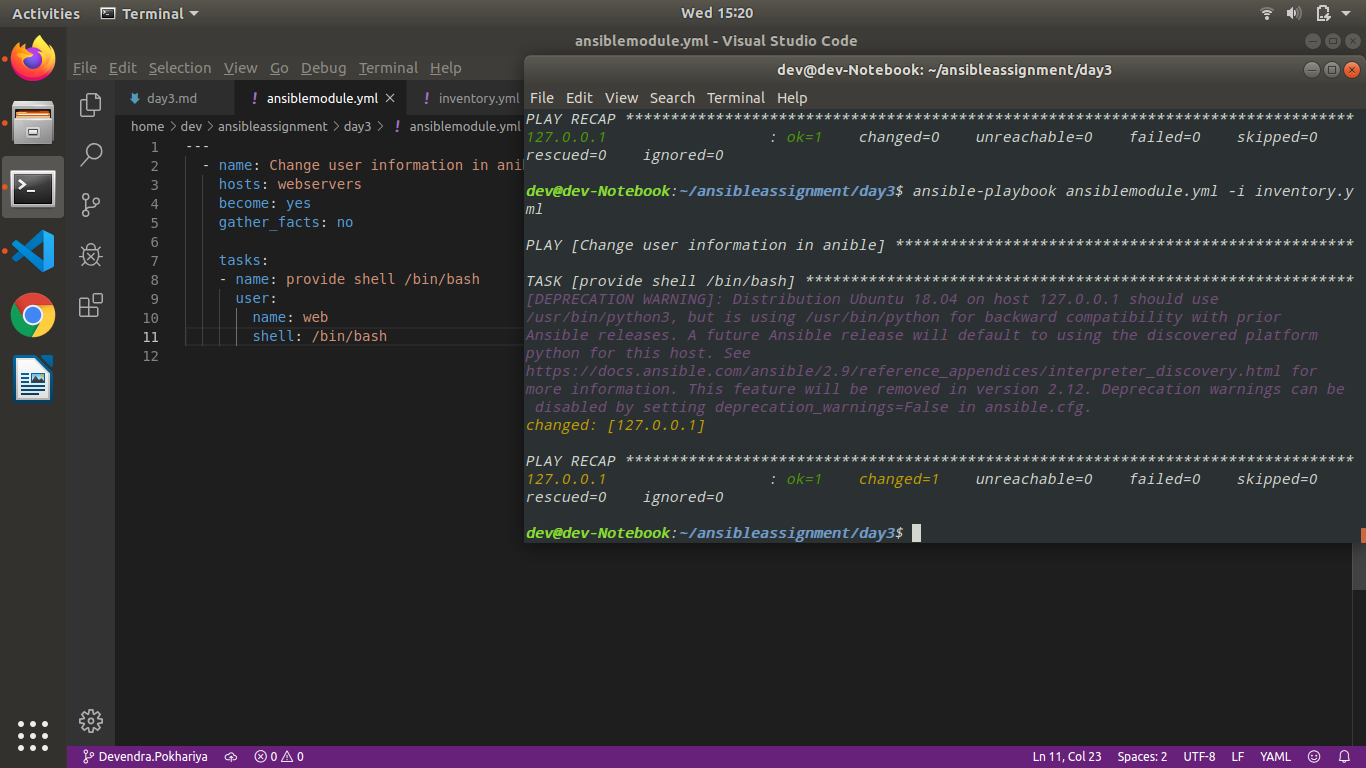 Activities Terminal Wed 15:20
ansiblemodule.yml - Visual Studio Code
File Edit Selection View Go Debug Terminal Help
day3.md ! ansiblemodule.yml ! inventory.yml
home > dev > ansibleassignment > day3 > ! ansiblemodule.yml
1 ---
2 - name: Change user information in
3 hosts: webservers
4 become: yes
5 gather_facts: no
6
7 tasks:
8 - name: provide shell /bin/bash
9 user:
10 name: web
11 shell: /bin/bash
12
dev@dev-Notebook: ~/ansibleassignment/day3
File Edit View Search Terminal Help
PLAY RECAP *********************************************************************************
127.0.0.1 : ok=1 changed=0 unreachable=0 failed=0 skipped=0
rescued=0 ignored=0
dev@dev-Notebook:~/ansibleassignment/day3$ ansible-playbook ansiblemodule.yml -i inventory.y
ml
PLAY [Change user information in anible] ***************************************************
TASK [provide shell /bin/bash] *************************************************************
[DEPRECATION WARNING]: Distribution Ubuntu 18.04 on host 127.0.0.1 should use
/usr/bin/python3, but is using /usr/bin/python for backward compatibility with prior
Ansible releases. A future Ansible release will default to using the discovered platform
python for this host. See
https://docs.ansible.com/ansible/2.9/reference_appendices/interpreter_discovery.html for
more information. This feature will be removed in version 2.12. Deprecation warnings can be
disabled by setting deprecation_warnings=False in ansible.cfg.
changed: [127.0.0.1]
PLAY RECAP *********************************************************************************
127.0.0.1 : ok=1 changed=1 unreachable=0 failed=0 skipped=0
rescued=0 ignored=0
dev@dev-Notebook:~/ansibleassignment/day3$
Devendra.Pokhariya 0 0 Ln 11, Col 23 Spaces: 2 UTF-8 LF YAML